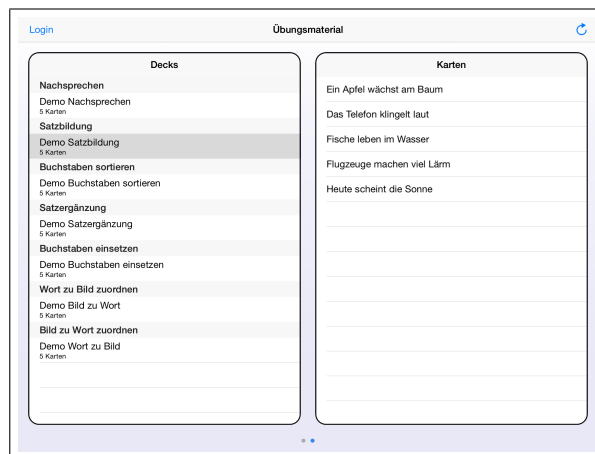 Login
Übungsmaterial
Decks
Nachsprechen
Demo Nachsprechen
5 Karten
Satzbildung
Demo Satzbildung
5 Karten
Buchstaben sortieren
Demo Buchstaben sortieren
5 Karten
Satzergänzung
Demo Satzergänzung
5 Karten
Buchstaben einsetzen
Demo Buchstaben einsetzen
5 Karten
Wort zu Bild zuordnen
Demo Bild zu Wort
5 Karten
Bild zu Wort zuordnen
Demo Wort zu Bild
5 Karten
Karten
Ein Apfel wächst am Baum
Das Telefon klingelt laut
Fische leben im Wasser
Flugzeuge machen viel Lärm
Heute scheint die Sonne